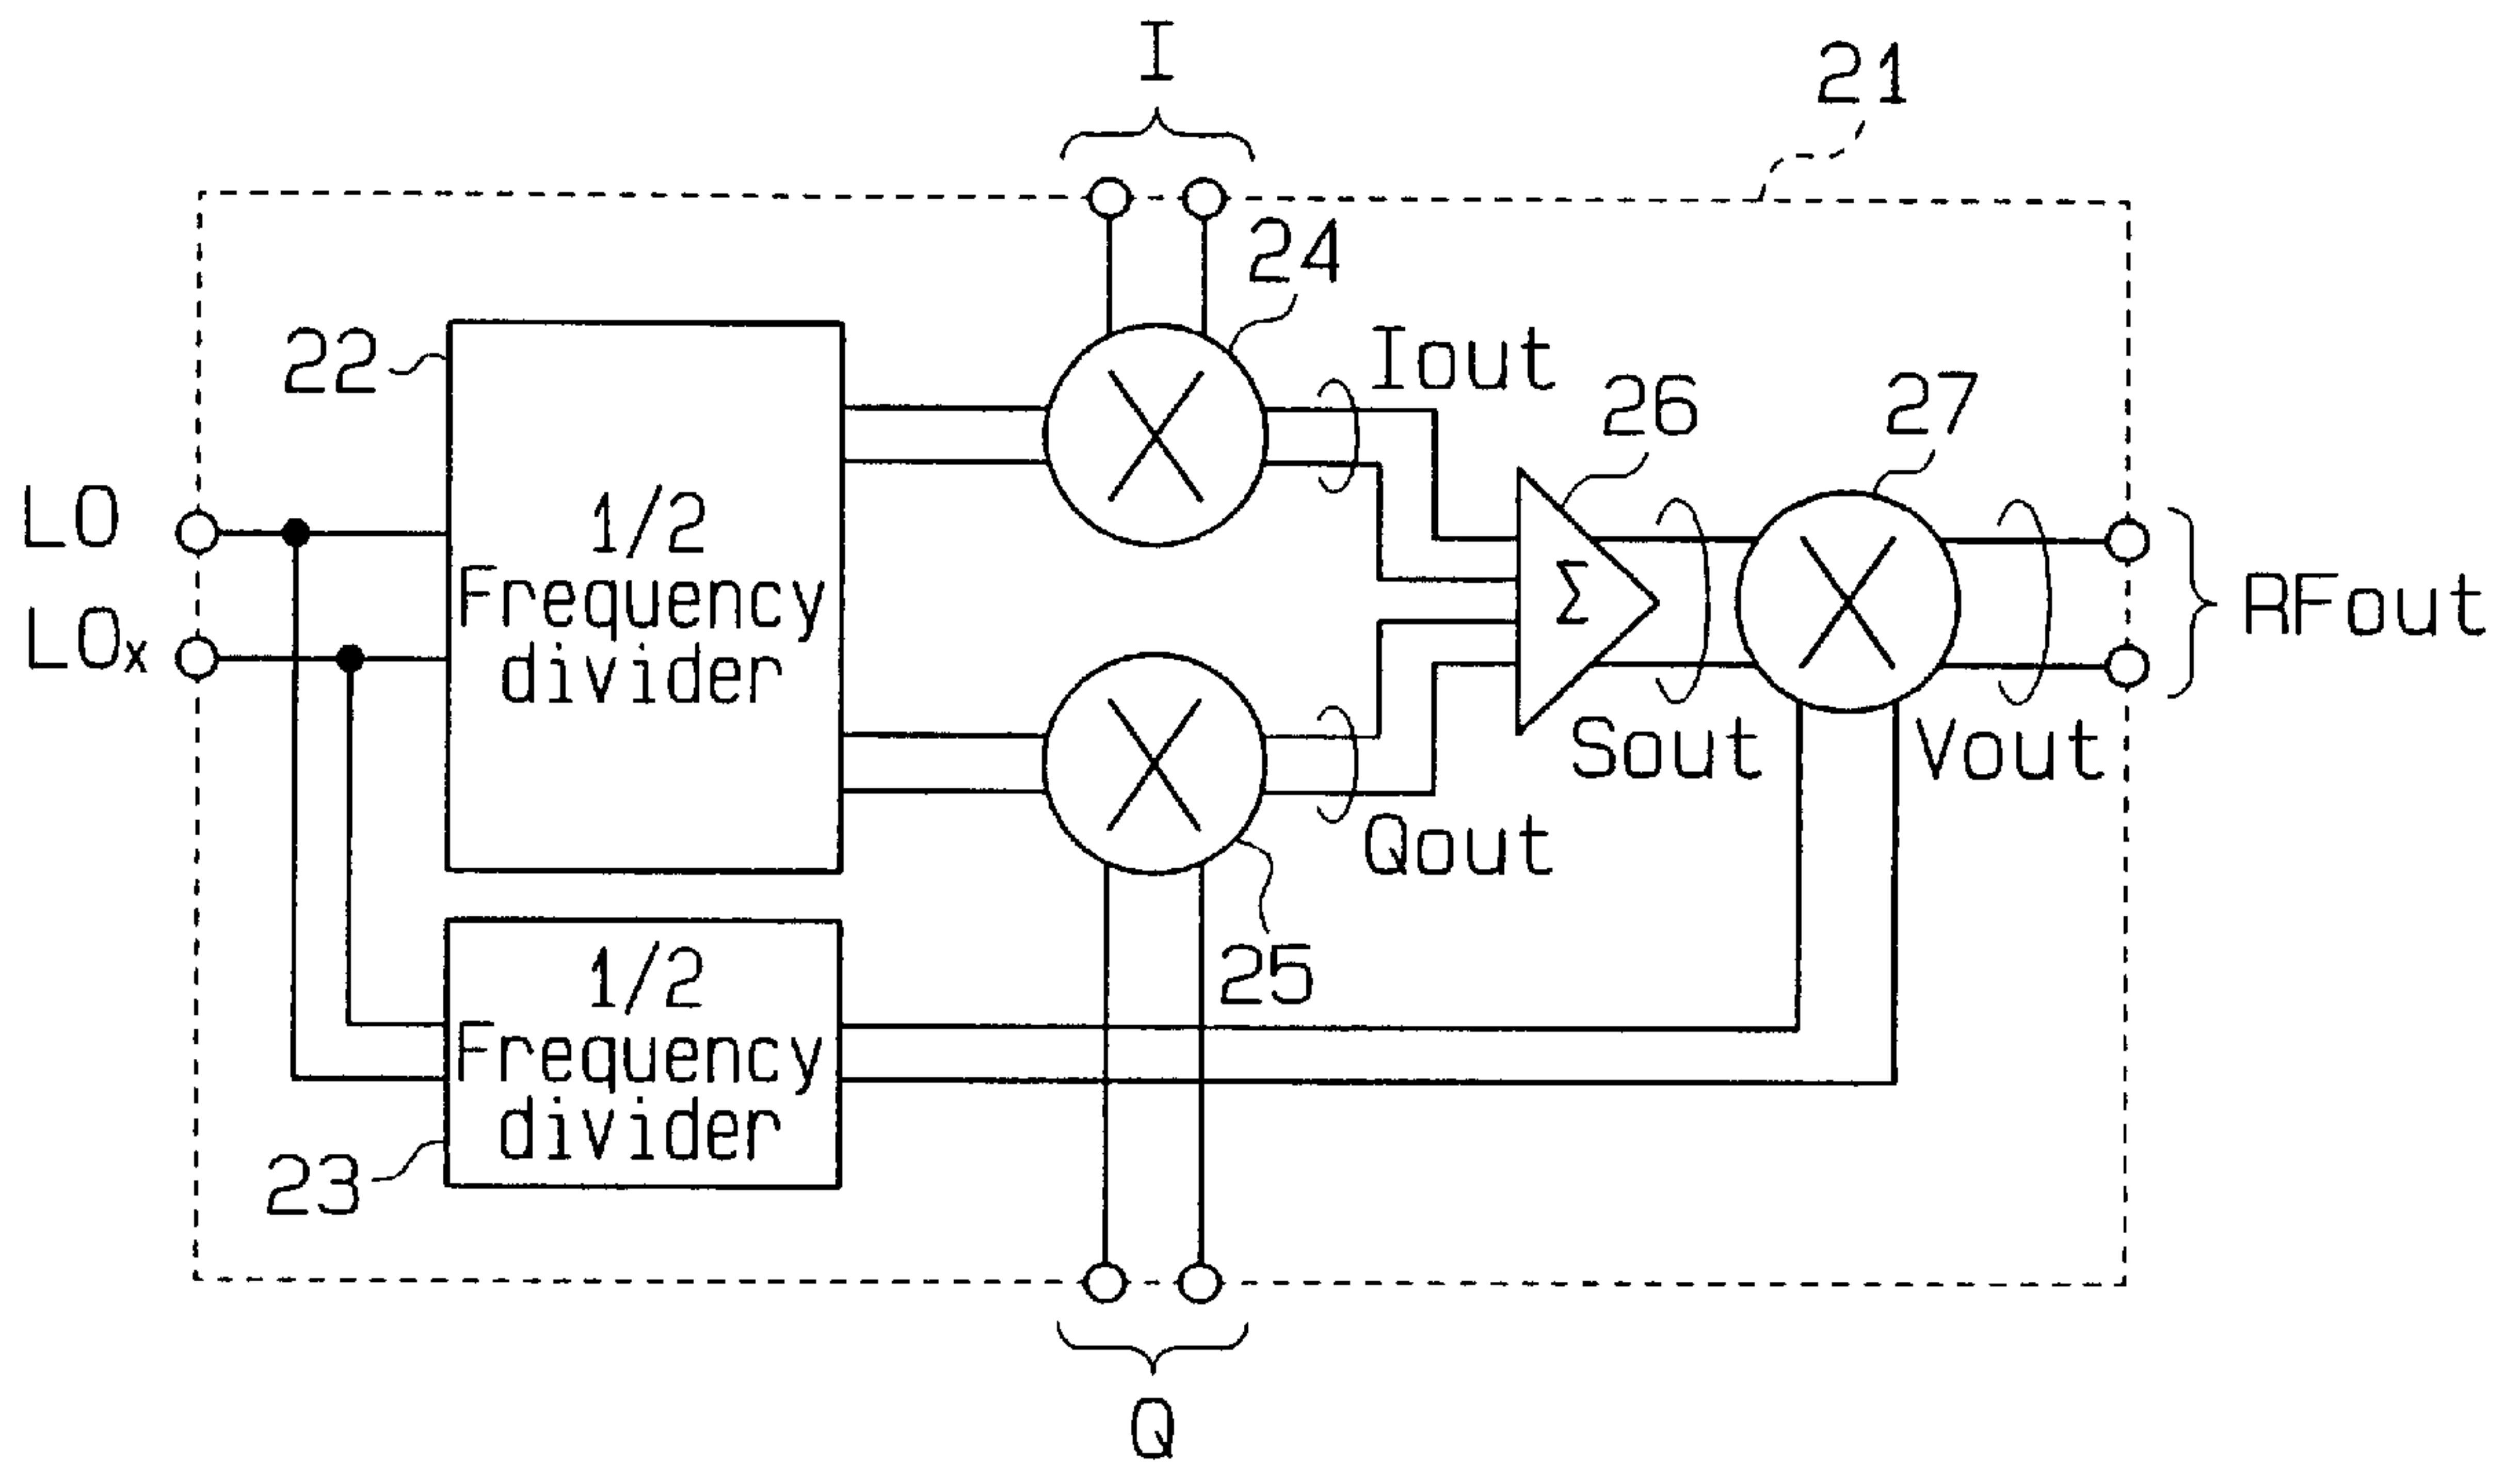 I
21
24
22
Iout
26
27
LO
1/2
Frequency
divider
Σ
LOx
RFout
Sout
Vout
Qout
25
1/2
Frequency
divider
23
Q